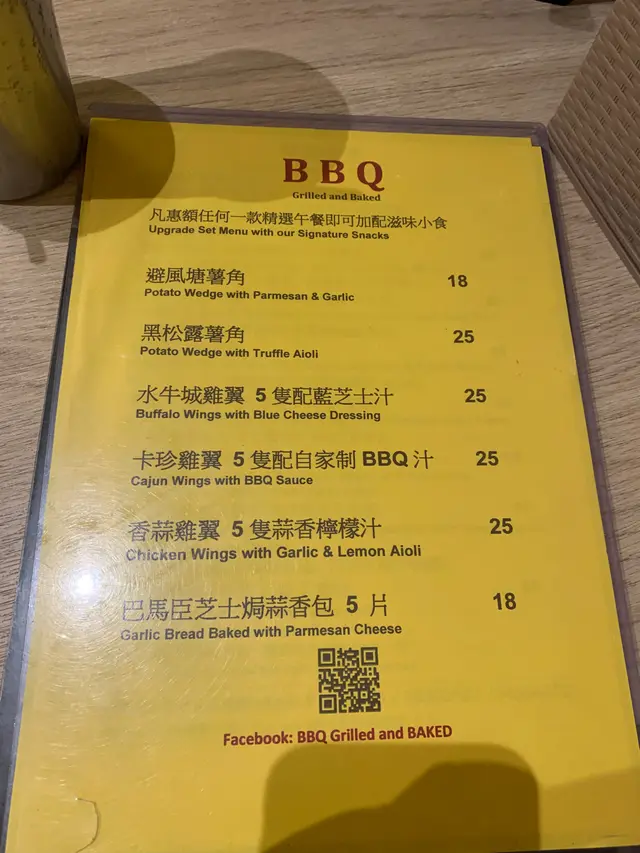 BBQ
Grilled and Baked
凡惠額任何一款精選午餐即可加配滋味小食
Upgrade Set Menu with our Signature Snacks
避風塘薯角 18
Potato Wedge with Parmesan & Garlic
黑松露薯角 25
Potato Wedge with Truffle Aioli
水牛城雞翼 5 隻配藍芝士汁 25
Buffalo Wings with Blue Cheese Dressing
卡珍雞翼 5 隻配自家制 BBQ 汁 25
Cajun Wings with BBQ Sauce
香蒜雞翼 5 隻蒜香檸檬汁 25
Chicken Wings with Garlic & Lemon Aioli
巴馬臣芝士焗蒜香包 5 片 18
Garlic Bread Baked with Parmesan Cheese
Facebook: BBQ Grilled and BAKED